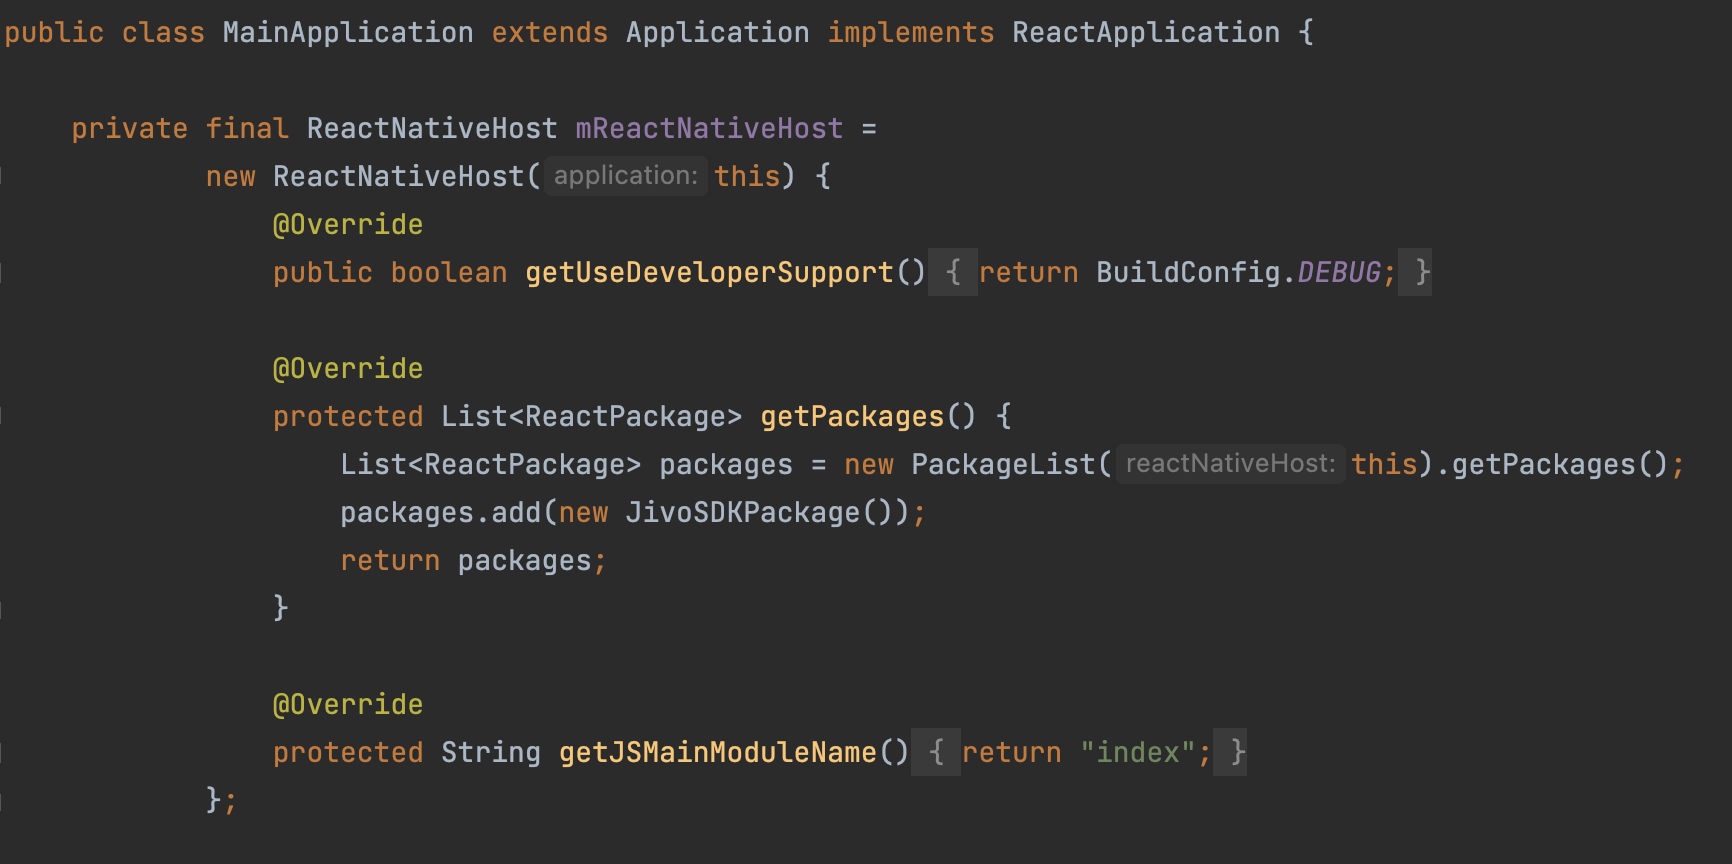 public class MainApplication extends Application implements ReactApplication {
private final ReactNativeHost mReactNativeHost =
new ReactNativeHost( application: this) {
@Override
public boolean getUseDeveloperSupport() { return BuildConfig.DEBUG; }
@Override
protected List<ReactPackage> getPackages() {
List<ReactPackage> packages = new PackageList( reactNativeHost: this).getPackages();
packages.add(new JivoSDKPackage());
return packages;
}
@Override
protected String getJSMainModuleName() { return "index"; }
};